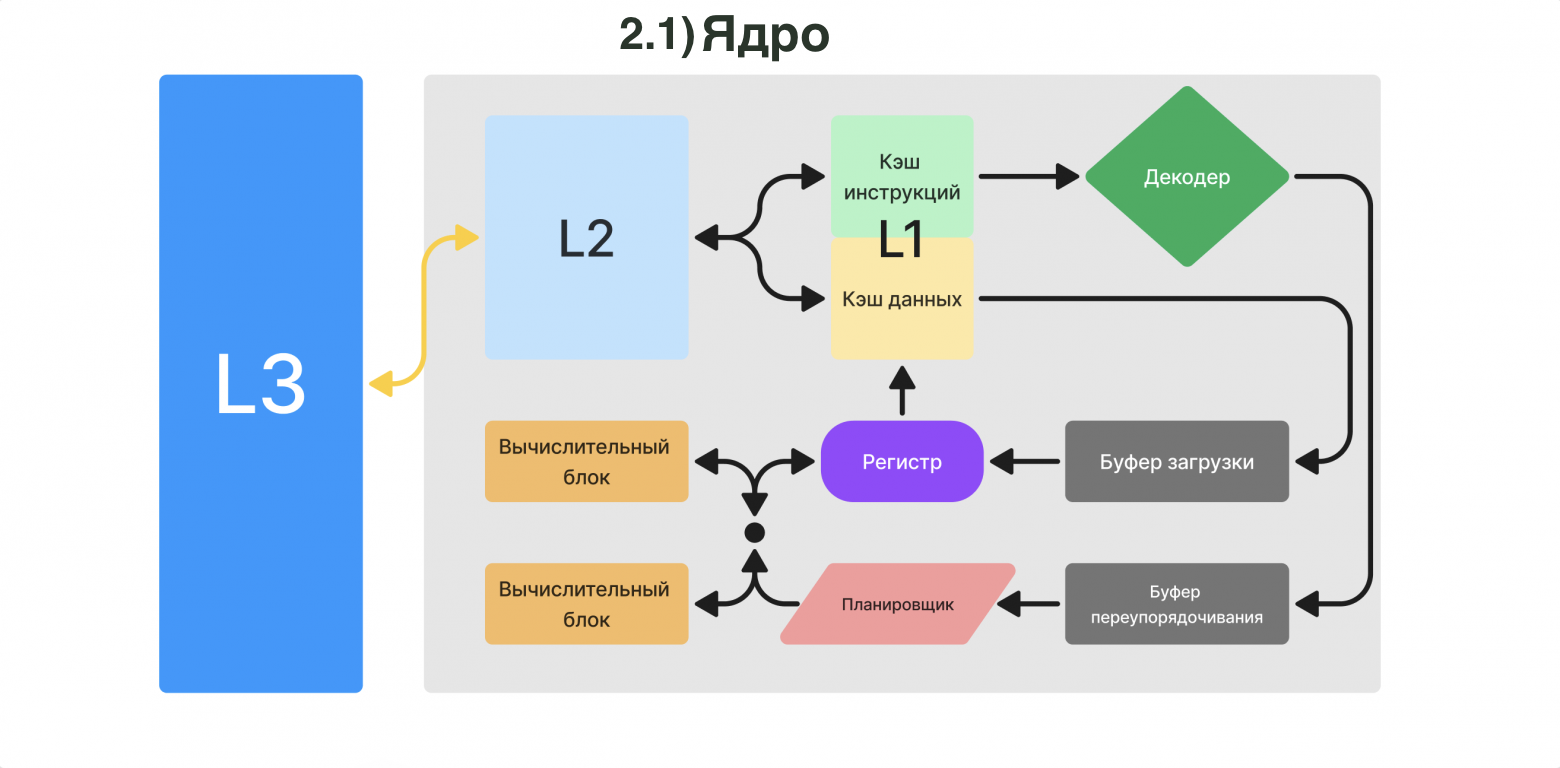 2.1) Ядро
L3
L2
Кэш
инструкций
L1
Кэш данных
Декодер
Вычислительный
блок
Регистр
Буфер загрузки
Вычислительный
блок
Планировщик
Буфер
переупорядочивания